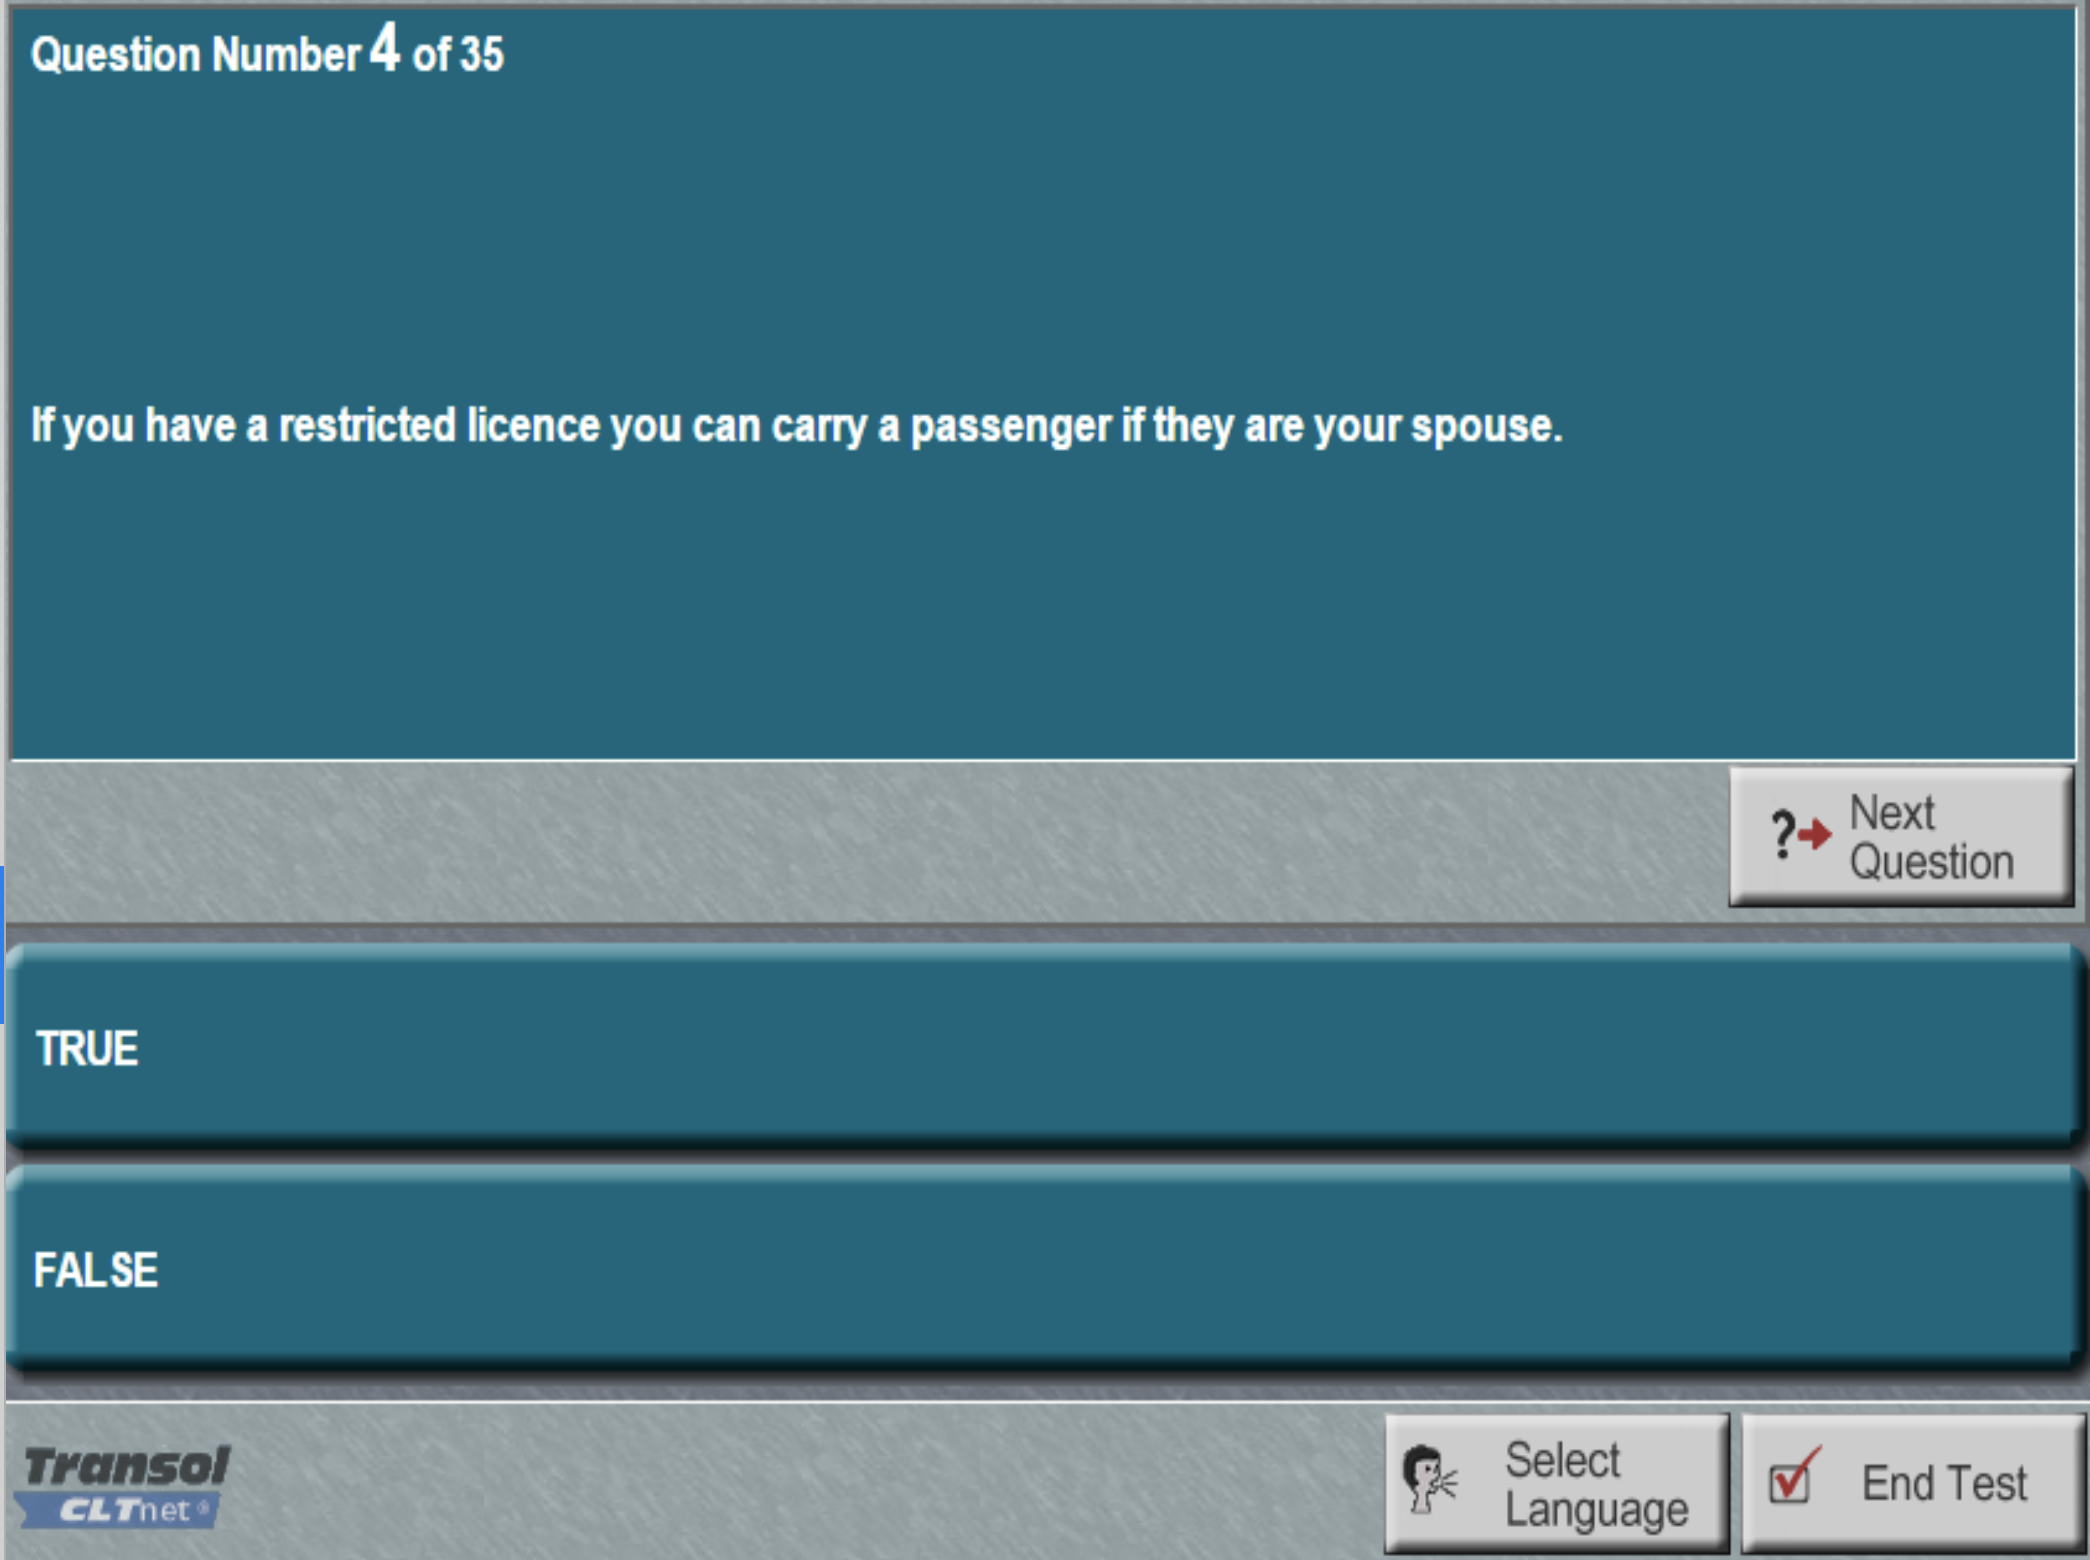 Question Number 4 of 35
If you have a restricted licence you can carry a passenger if they are your spouse.
?
Next
Question
TRUE
FALSE
Transol
CLTnet®
Select
Language
End Test